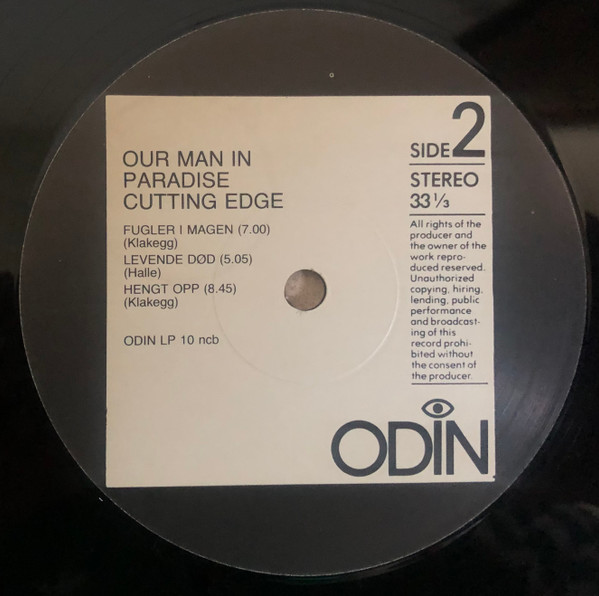 OUR MAN IN
PARADISE
CUTTING EDGE
FUGLER I MAGEN (7.00)
(Klakegg)
LEVENDE DØD (5.05)
(Halle)
HENGT OPP (8.45)
(Klakegg)
ODIN LP 10 ncb
SIDE 2
STEREO
33 1/3
All rights of the
producer and
the owner of the
work repro-
duced reserved.
Unauthorized
copying, hiring,
lending, public
performance
and broadcast-
ing of this
record prohi-
bited without
the consent of
the producer.
ODIN